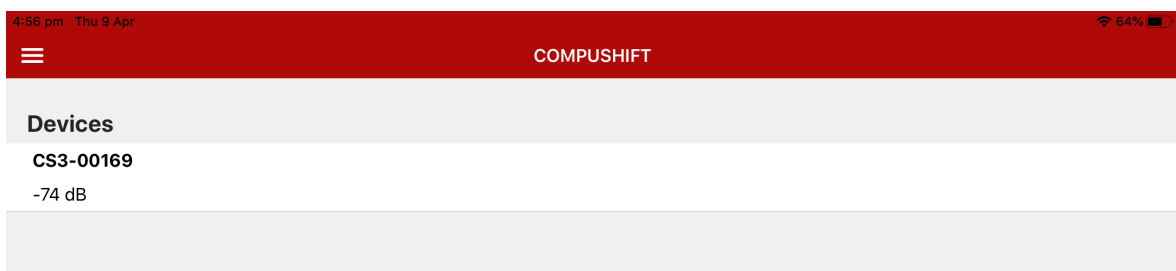 4:56 pm Thu 9 Apr 64%
COMPUSHIFT
Devices
CS3-00169
-74 dB